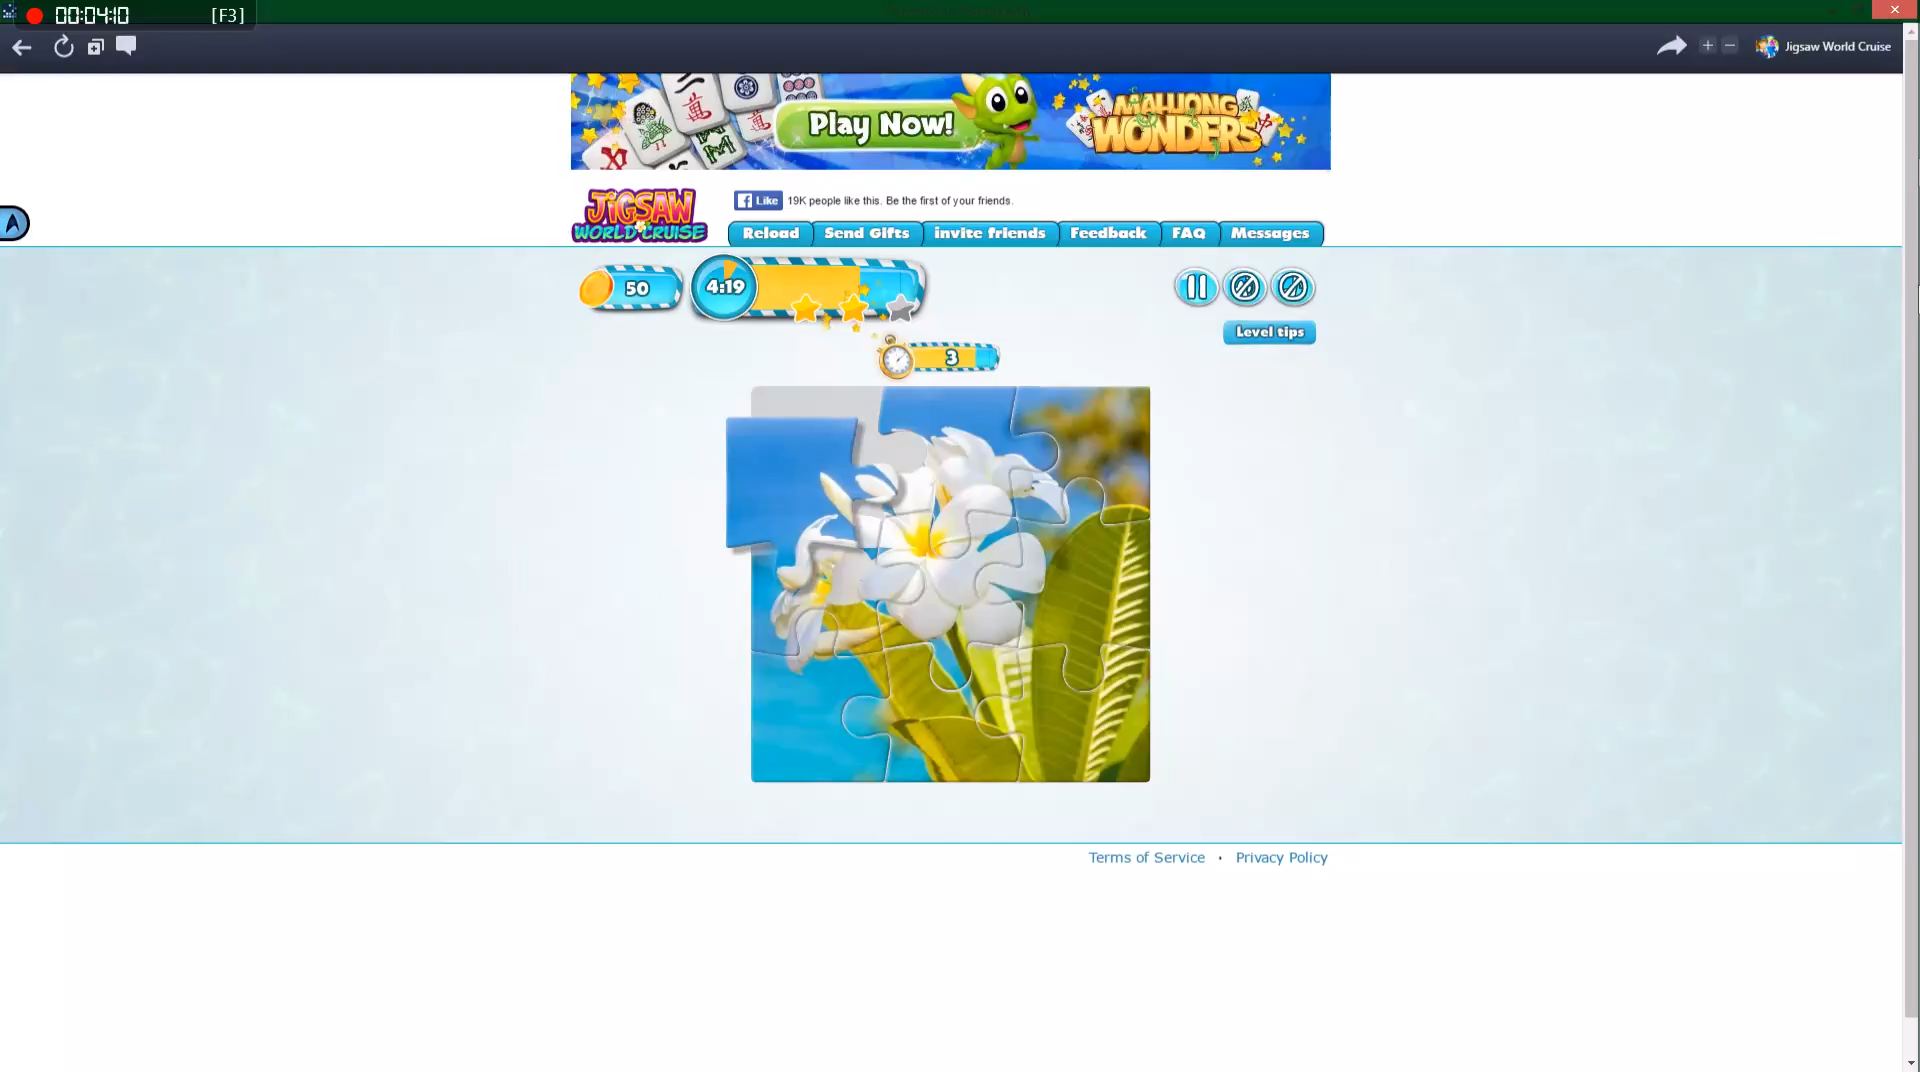 00:04:10 [F3]
Jigsaw World Cruise
Play Now!
MAHJONG
WONDERS
JIGSAW
WORLD CRUISE
Like 19K people like this. Be the first of your friends.
Reload Send Gifts invite friends Feedback FAQ Messages
50 4:19
Level tips
3
Terms of Service · Privacy Policy